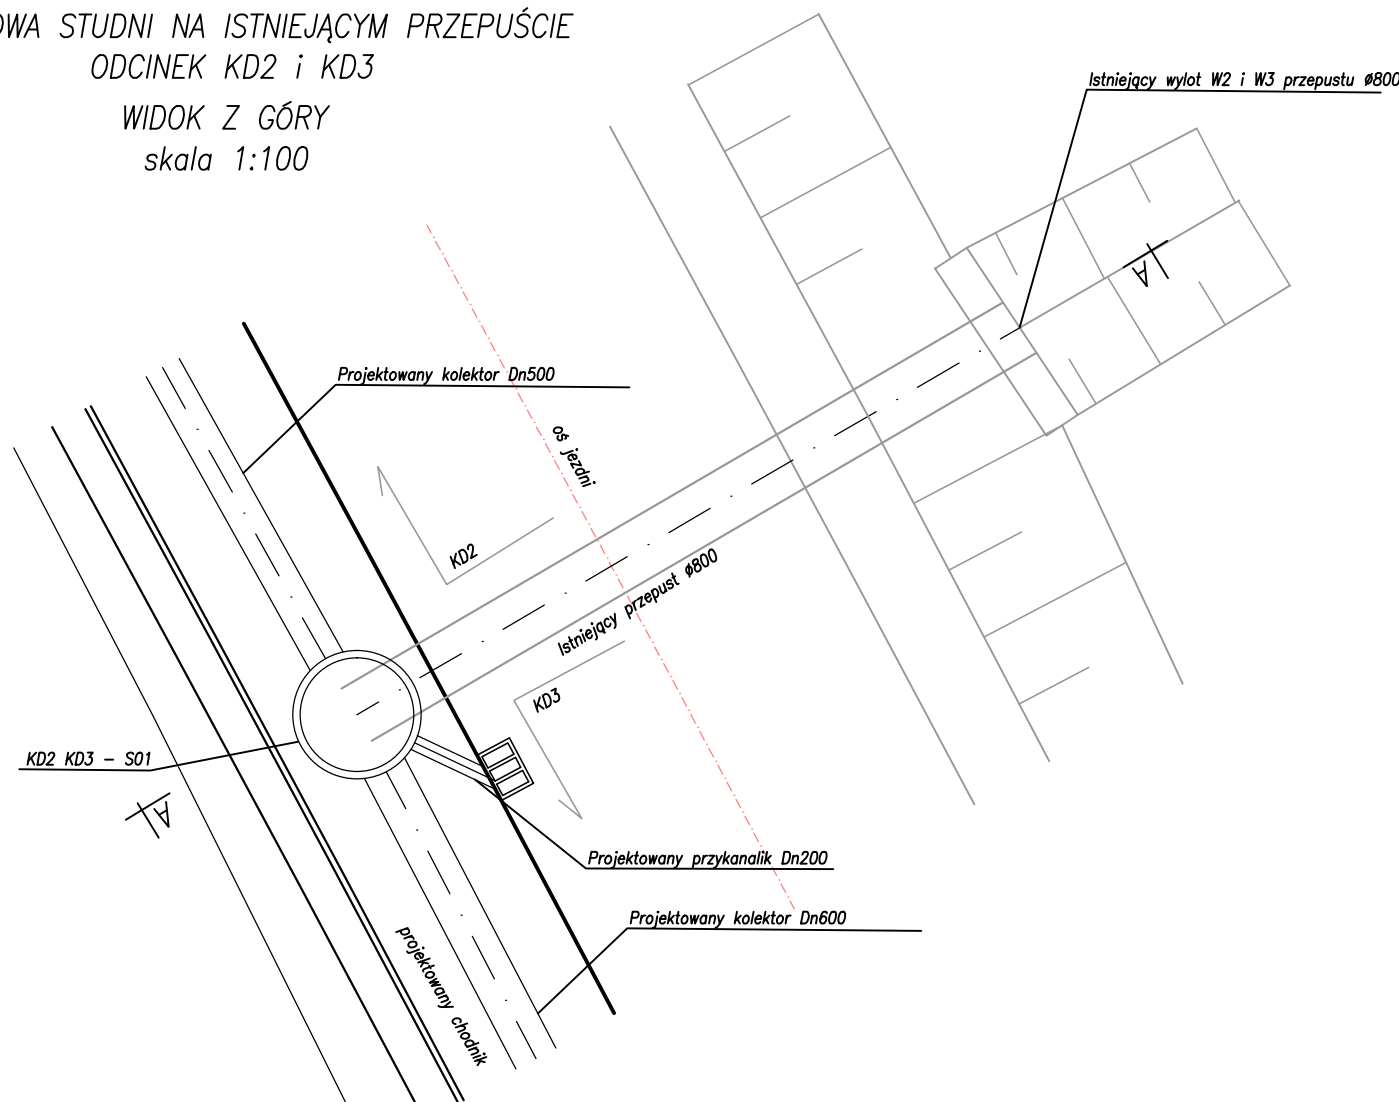 STUDNI NA ISTNIEJĄCYM PRZEPUŚCIE
ODCINEK KD2 i KD3
WIDOK Z GÓRY
skala 1:100
Istniejący wylot W2 i W3 przepustu ø800
A
Projektowany kolektor Dn500
oś jezdni
KD2
Istniejący przepust ø800
KD3
KD2 KD3 – S01
A
Projektowany przykanalik Dn200
Projektowany kolektor Dn600
projektowany chodnik